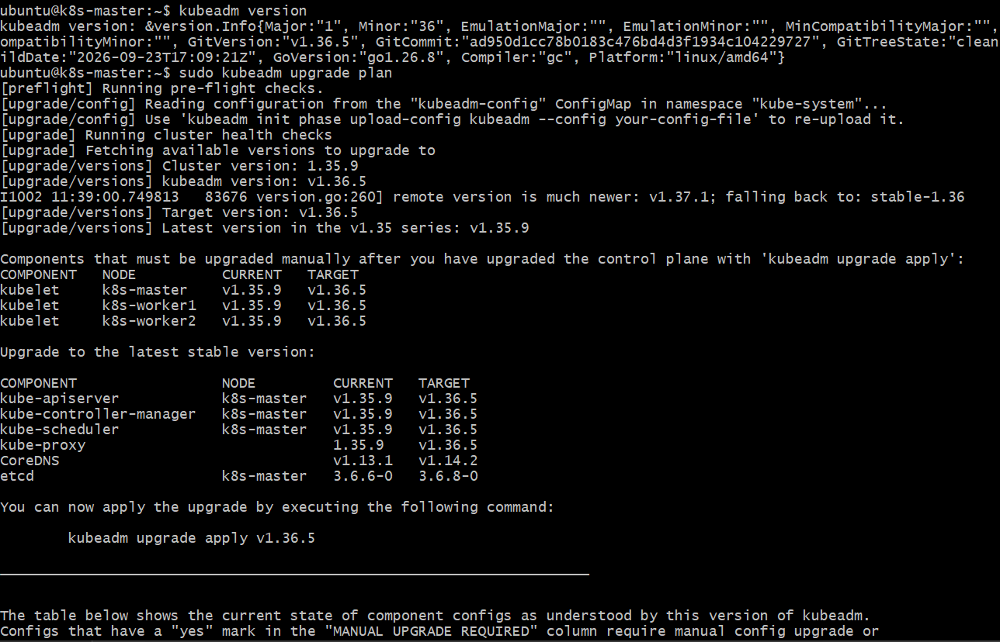 ubuntu@k8s-master:~$ kubeadm version
kubeadm version: &version.Info{Major:"1", Minor:"36", EmulationMajor:"", EmulationMinor:"", MinCompatibilityMajor:"",
ompatibilityMinor:"", GitVersion:"v1.36.5", GitCommit:"ad950d1cc78b0183c476bd4d3f1934c104229727", GitTreeState:"clean
ildDate:"2026-09-23T17:09:21Z", GoVersion:"go1.26.8", Compiler:"gc", Platform:"linux/amd64"}
ubuntu@k8s-master:~$ sudo kubeadm upgrade plan
[preflight] Running pre-flight checks.
[upgrade/config] Reading configuration from the "kubeadm-config" ConfigMap in namespace "kube-system"...
[upgrade/config] Use 'kubeadm init phase upload-config kubeadm --config your-config-file' to re-upload it.
[upgrade] Running cluster health checks
[upgrade] Fetching available versions to upgrade to
[upgrade/versions] Cluster version: 1.35.9
[upgrade/versions] kubeadm version: v1.36.5
I1002 11:39:00.749813   83676 version.go:260] remote version is much newer: v1.37.1; falling back to: stable-1.36
[upgrade/versions] Target version: v1.36.5
[upgrade/versions] Latest version in the v1.35 series: v1.35.9

Components that must be upgraded manually after you have upgraded the control plane with 'kubeadm upgrade apply':
COMPONENT   NODE          CURRENT   TARGET
kubelet     k8s-master    v1.35.9   v1.36.5
kubelet     k8s-worker1   v1.35.9   v1.36.5
kubelet     k8s-worker2   v1.35.9   v1.36.5

Upgrade to the latest stable version:

COMPONENT                 NODE         CURRENT   TARGET
kube-apiserver            k8s-master   v1.35.9   v1.36.5
kube-controller-manager   k8s-master   v1.35.9   v1.36.5
kube-scheduler            k8s-master   v1.35.9   v1.36.5
kube-proxy                             1.35.9    v1.36.5
CoreDNS                                v1.13.1   v1.14.2
etcd                      k8s-master   3.6.6-0   3.6.8-0

You can now apply the upgrade by executing the following command:

        kubeadm upgrade apply v1.36.5

_____________________________________________________________________

The table below shows the current state of component configs as understood by this version of kubeadm.
Configs that have a "yes" mark in the "MANUAL UPGRADE REQUIRED" column require manual config upgrade or